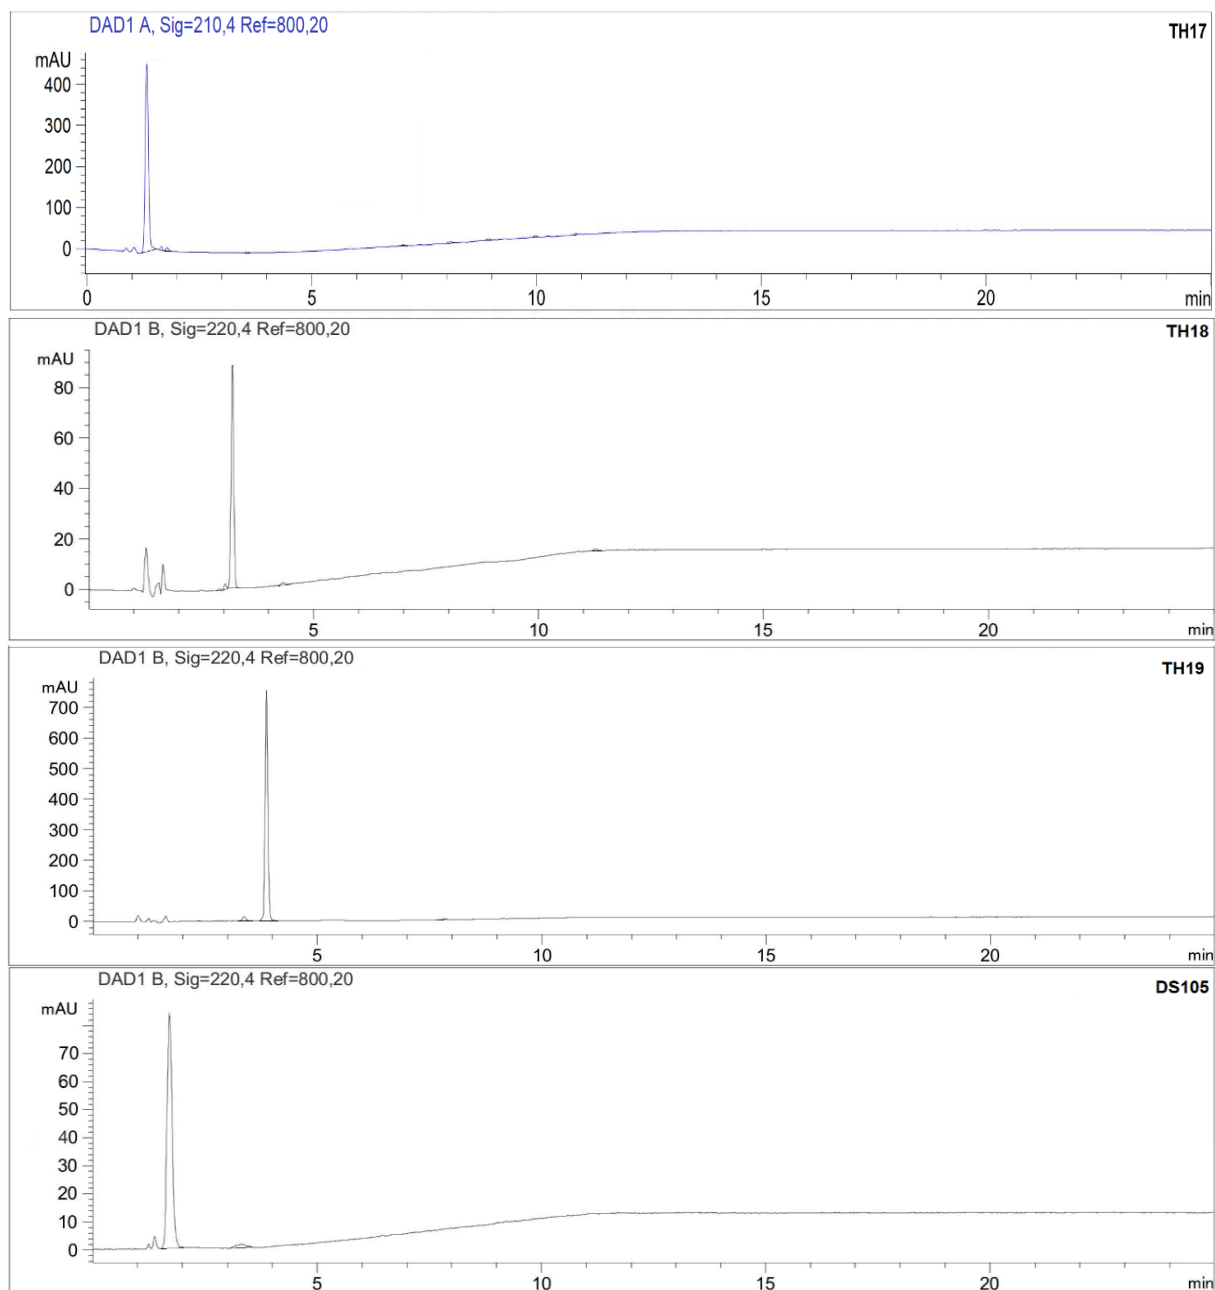 DAD1 A, Sig=210,4 Ref=800,20
TH17
mAU
400
300
200
100
0
0 5 10 15 20 min
DAD1 B, Sig=220,4 Ref=800,20
TH18
mAU
80
60
40
20
0
5 10 15 20 min
DAD1 B, Sig=220,4 Ref=800,20
TH19
mAU
700
600
500
400
300
200
100
0
5 10 15 20 min
DAD1 B, Sig=220,4 Ref=800,20
DS105
mAU
70
60
50
40
30
20
10
0
5 10 15 20 min